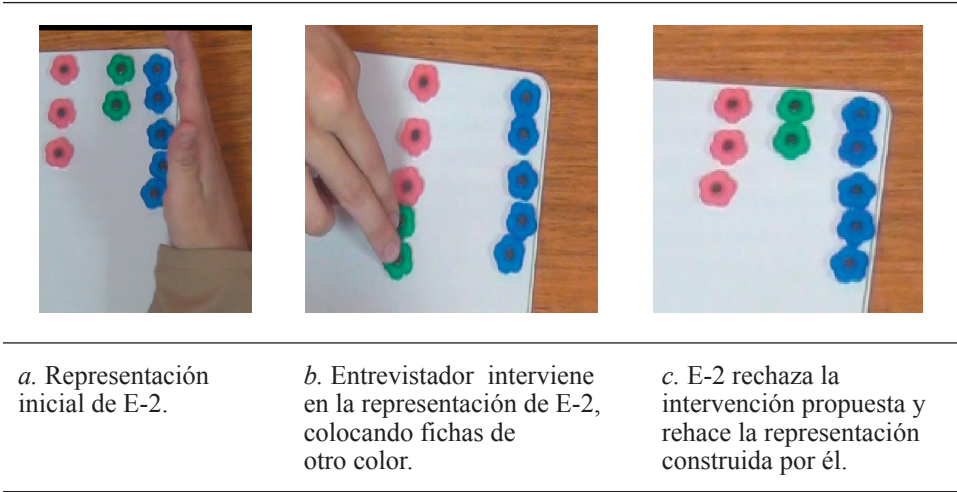 a. Representación
inicial de E-2.
b. Entrevistador interviene
en la representación de E-2,
colocando fichas de
otro color.
c. E-2 rechaza la
intervención propuesta y
rehace la representación
construida por él.